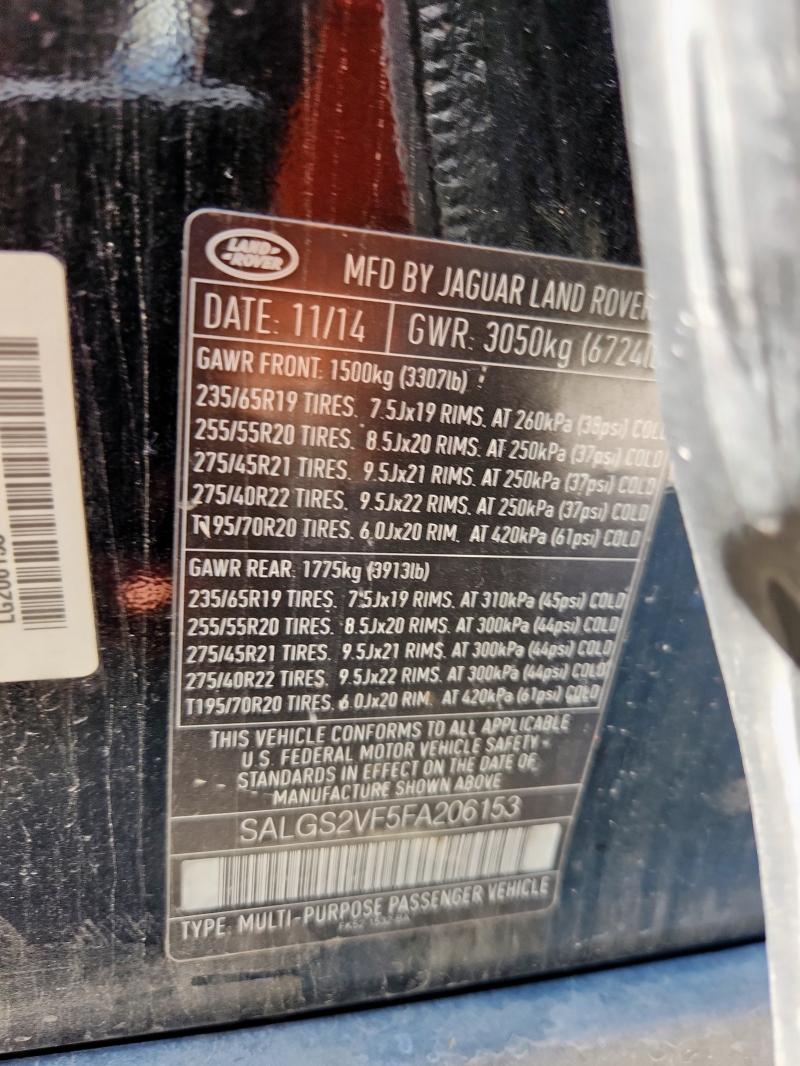 LAND
ROVER
MFD BY JAGUAR LAND ROVER
DATE: 11/14 GWR: 3050kg (6724l
GAWR FRONT: 1500kg (3307lb)
235/65R19 TIRES. 7.5Jx19 RIMS. AT 260kPa (38psi) COLD
255/55R20 TIRES. 8.5Jx20 RIMS. AT 250kPa (37psi) COLD
275/45R21 TIRES. 9.5Jx21 RIMS. AT 250kPa (37psi) COLD
275/40R22 TIRES. 9.5Jx22 RIMS. AT 250kPa (37psi) COLD
T195/70R20 TIRES. 6.0Jx20 RIM. AT 420kPa (61psi) COLD
GAWR REAR: 1775kg (3913lb)
235/65R19 TIRES. 7.5Jx19 RIMS. AT 310kPa (45psi) COLD
255/55R20 TIRES. 8.5Jx20 RIMS. AT 300kPa (44psi) COLD
275/45R21 TIRES. 9.5Jx21 RIMS. AT 300kPa (44psi) COLD
275/40R22 TIRES. 9.5Jx22 RIMS. AT 300kPa (44psi) COLD
T195/70R20 TIRES. 6.0Jx20 RIM. AT 420kPa (61psi) COLD
THIS VEHICLE CONFORMS TO ALL APPLICABLE
U.S. FEDERAL MOTOR VEHICLE SAFETY
STANDARDS IN EFFECT ON THE DATE OF
MANUFACTURE SHOWN ABOVE
SALGS2VF5FA206153
TYPE: MULTI-PURPOSE PASSENGER VEHICLE